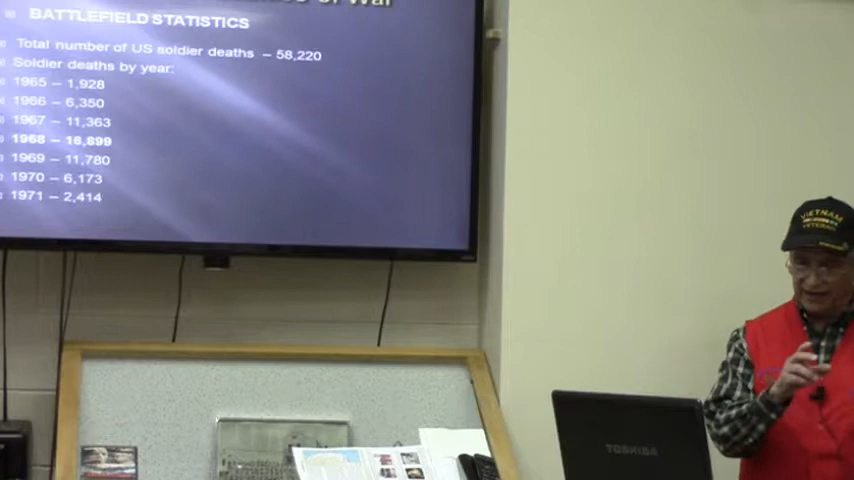 of War
BATTLEFIELD STATISTICS
Total number of US soldier deaths – 58,220
Soldier deaths by year:
1965 – 1,928
1966 – 6,350
1967 – 11,363
1968 – 16,899
1969 – 11,780
1970 – 6,173
1971 – 2,414
VIETNAM
VETERAN
TOSHIBA